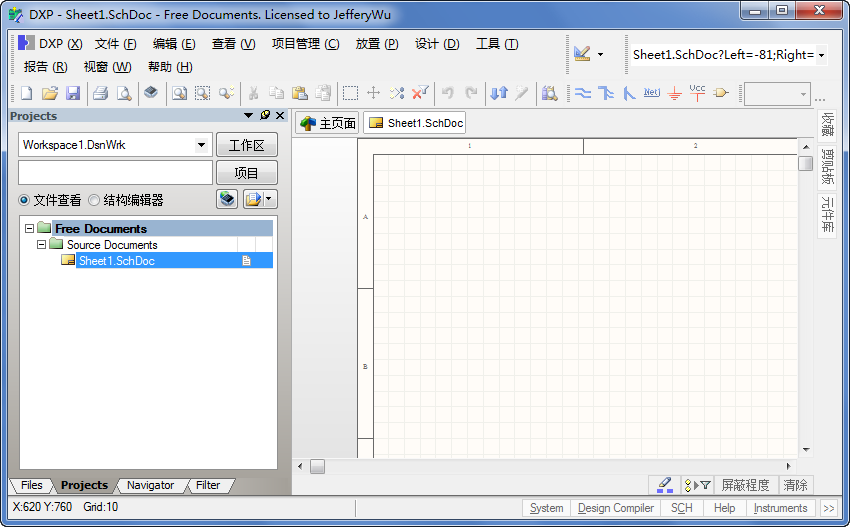 DXP - Sheet1.SchDoc - Free Documents. Licensed to JefferyWu
DXP (X) 文件 (F) 编辑 (E) 查看 (V) 项目管理 (C) 放置 (P) 设计 (D) 工具 (T)
报告 (R) 视窗 (W) 帮助 (H)
Sheet1.SchDoc?Left=-81;Right=
Net Vcc
Projects
主页面 Sheet1.SchDoc
收藏
剪贴板
元件库
Workspace1.DsnWrk 工作区
项目
文件查看 结构编辑器
Free Documents
Source Documents
Sheet1.SchDoc
1 2
A
B
Files Projects Navigator Filter
屏蔽程度 清除
X:620 Y:760 Grid:10
System Design Compiler SCH Help Instruments >>